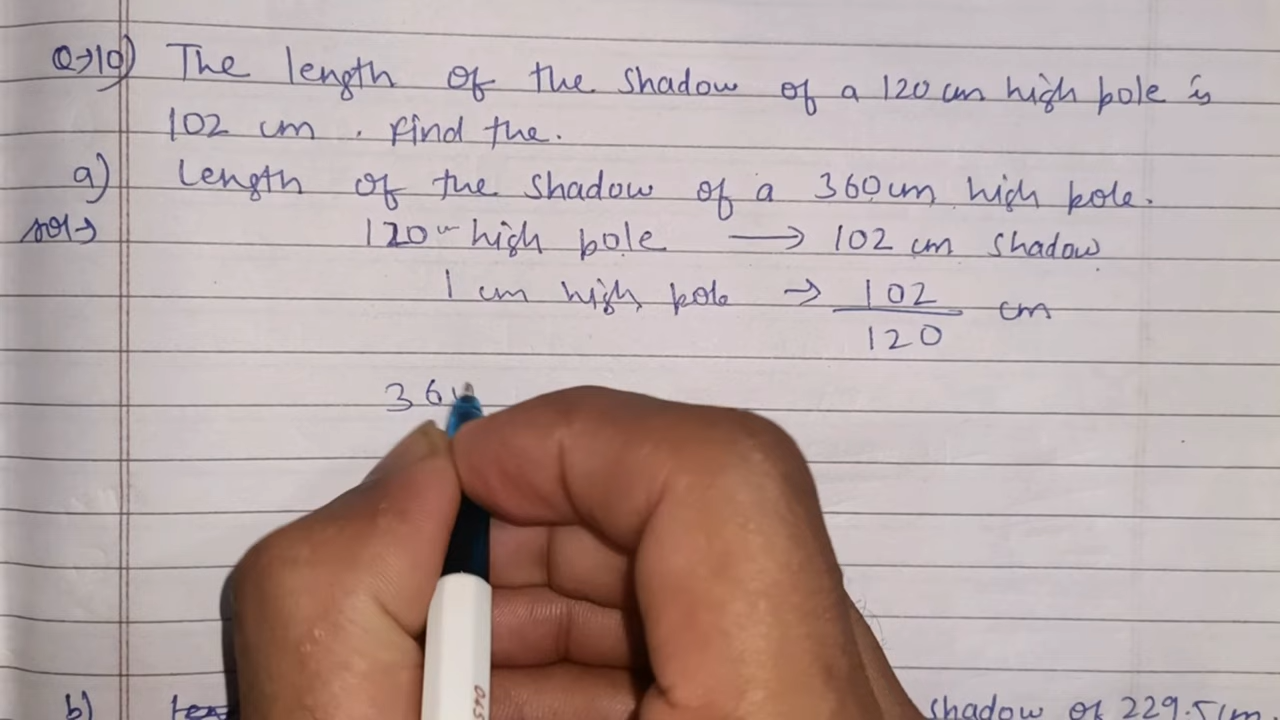 Q→10) The length of the shadow of a 120 cm high pole is
102 cm . find the.
a) Length of the shadow of a 360cm high pole.
sol→ 120 cm high pole → 102 cm shadow
1 cm high pole → 102/120 cm
36
b) shadow of 229.5 cm